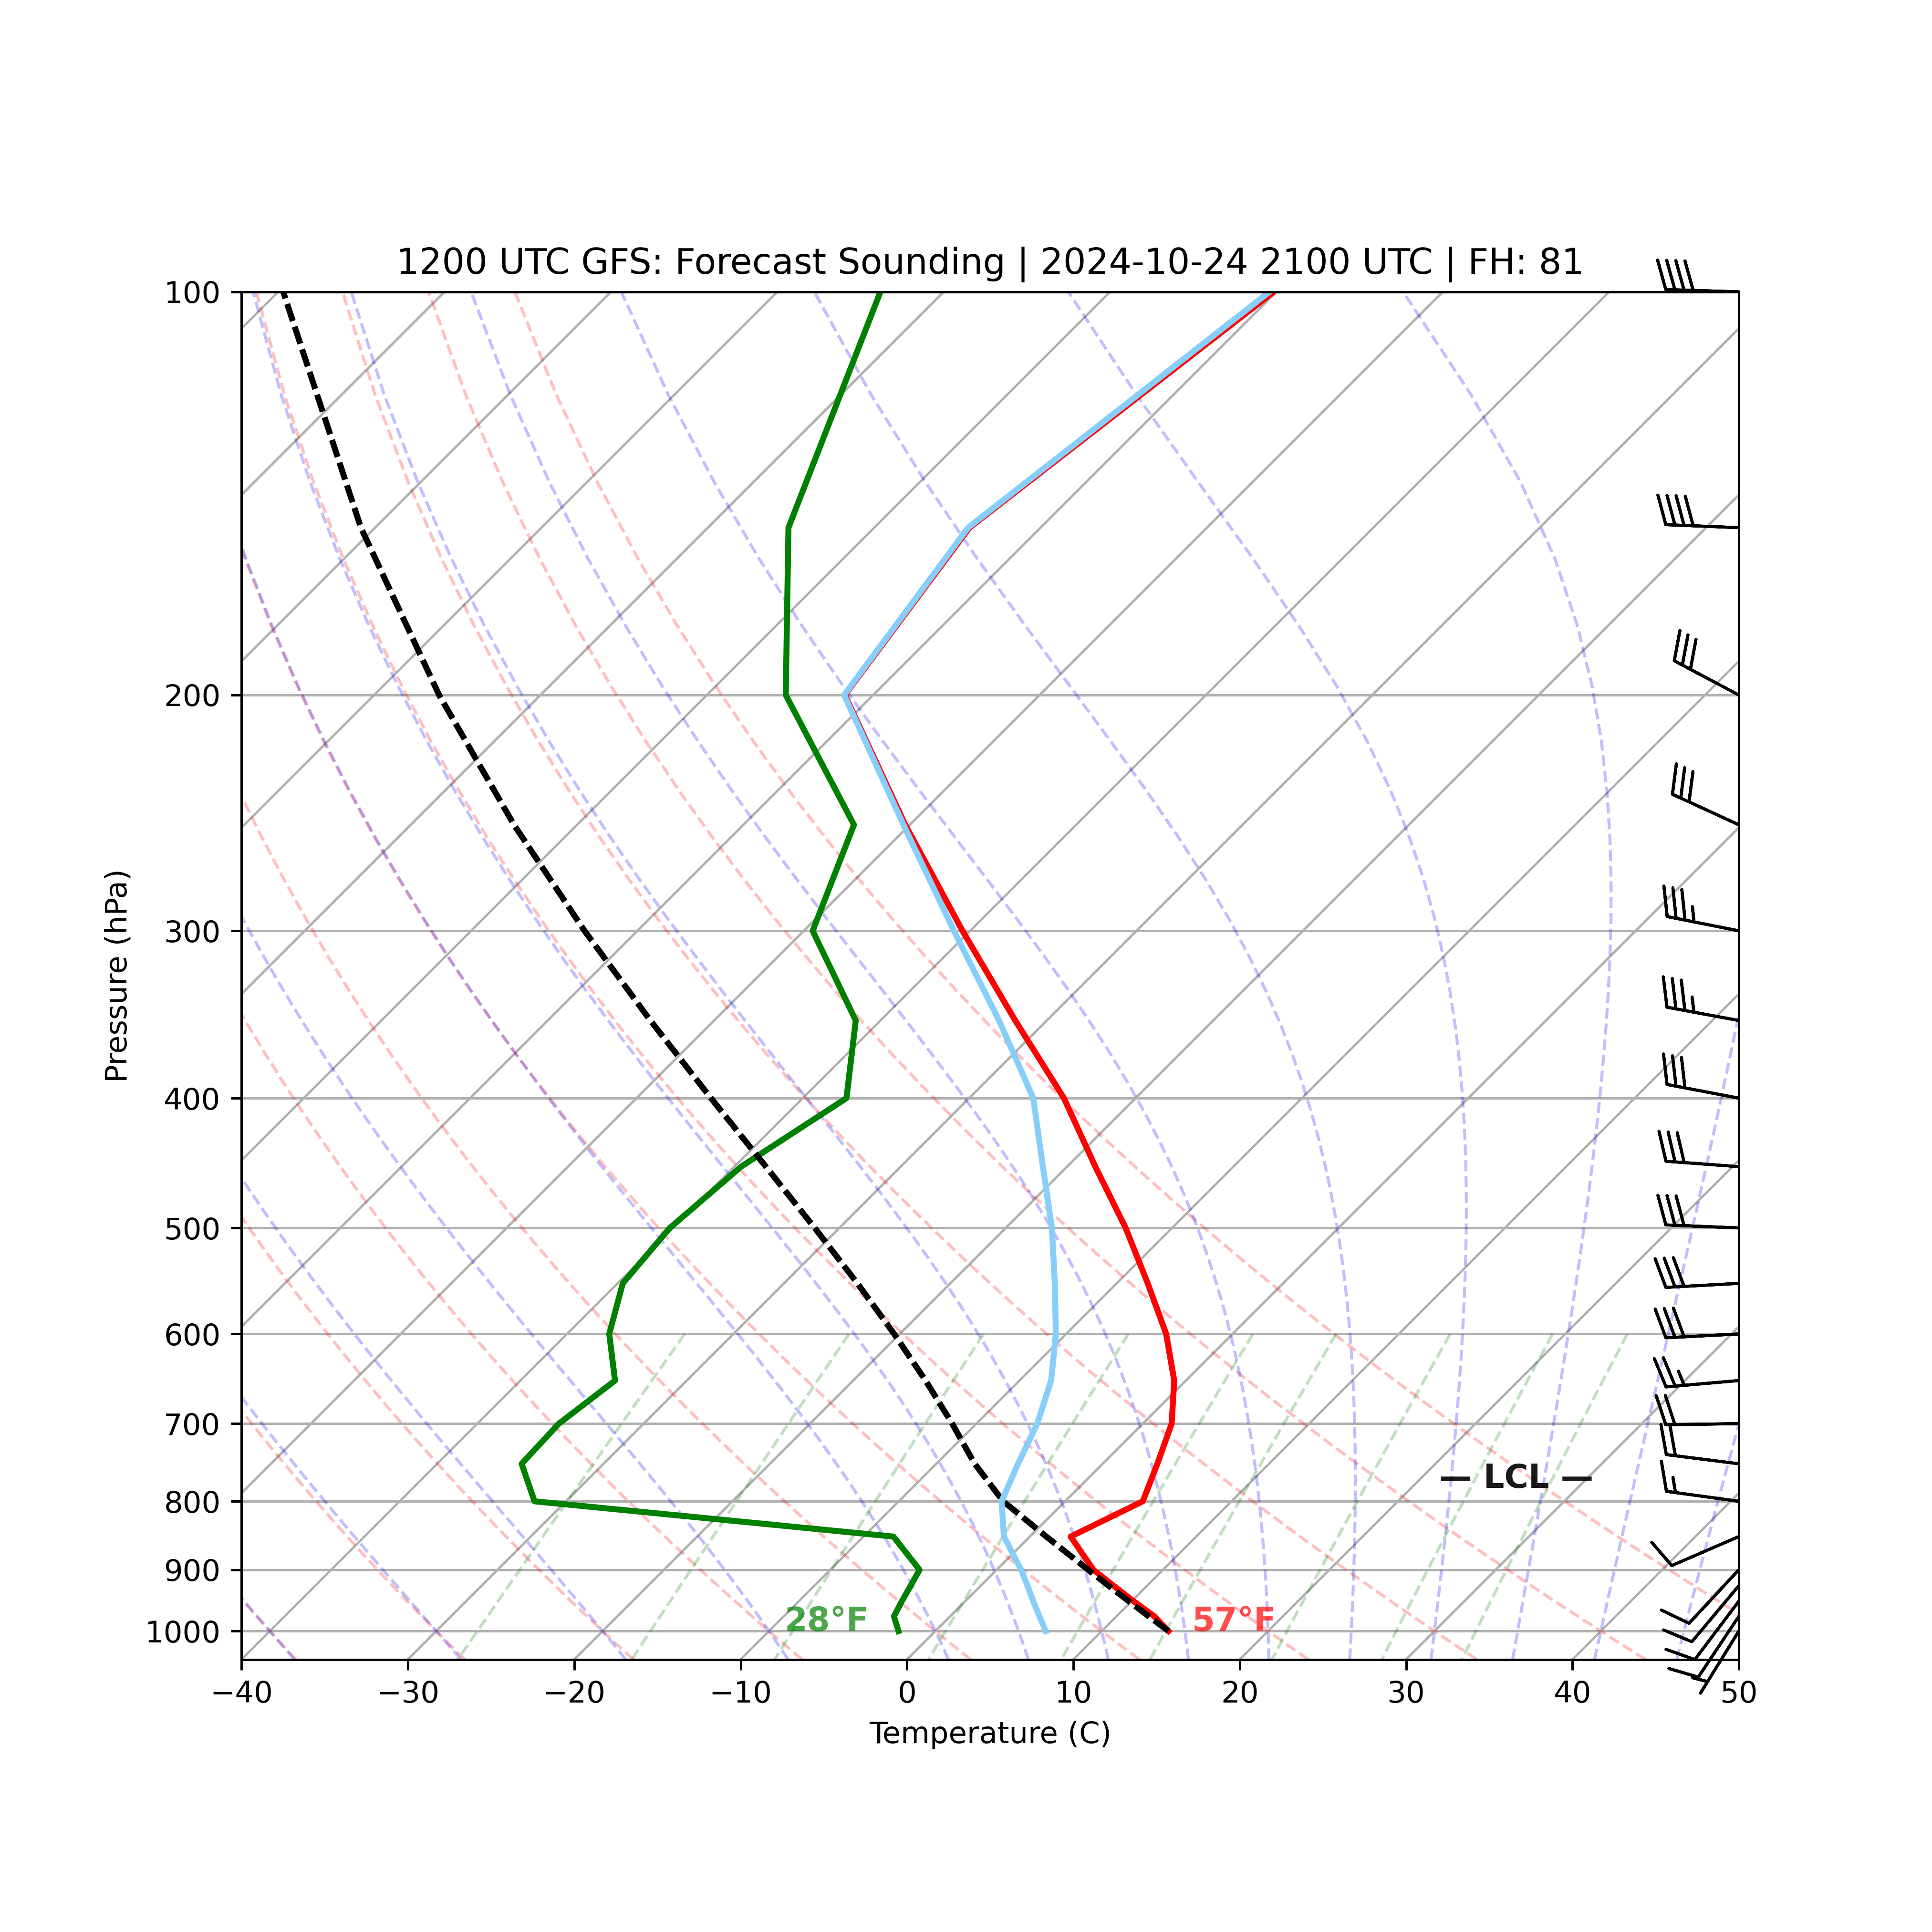 1200 UTC GFS: Forecast Sounding | 2024-10-24 2100 UTC | FH: 81
100
200
300
400
500
600
700
800
900
1000
Pressure (hPa)
— LCL —
28°F
57°F
−40 −30 −20 −10 0 10 20 30 40 50
Temperature (C)